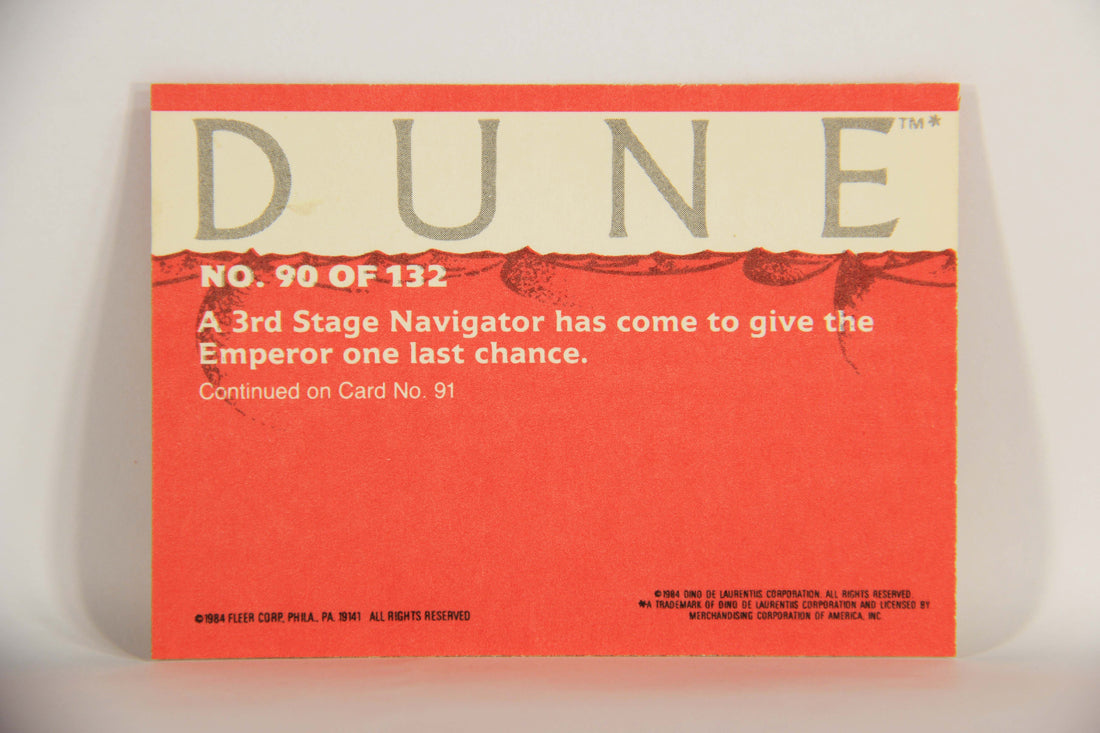 DUNE™*
NO. 90 OF 132
A 3rd Stage Navigator has come to give the
Emperor one last chance.
Continued on Card No. 91
©1984 FLEER CORP. PHILA., PA. 19141 ALL RIGHTS RESERVED
©1984 DINO DE LAURENTIIS CORPORATION. ALL RIGHTS RESERVED.
*A TRADEMARK OF DINO DE LAURENTIIS CORPORATION AND LICENSED BY
MERCHANDISING CORPORATION OF AMERICA, INC.